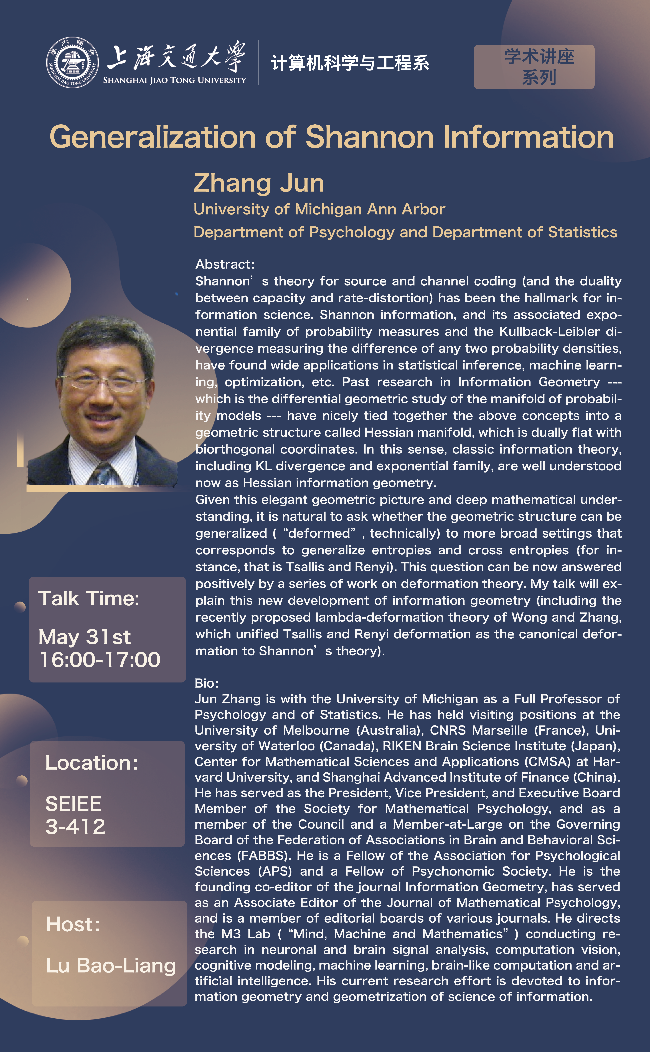 上海交通大學
SHANGHAI JIAO TONG UNIVERSITY
计算机科学与工程系
学术讲座
系列
Generalization of Shannon Information
Zhang Jun
University of Michigan Ann Arbor
Department of Psychology and Department of Statistics
Abstract:
Shannon’s theory for source and channel coding (and the duality
between capacity and rate-distortion) has been the hallmark for in-
formation science. Shannon information, and its associated expo-
nential family of probability measures and the Kullback-Leibler di-
vergence measuring the difference of any two probability densities,
have found wide applications in statistical inference, machine learn-
ing, optimization, etc. Past research in Information Geometry ---
which is the differential geometric study of the manifold of probabil-
ity models --- have nicely tied together the above concepts into a
geometric structure called Hessian manifold, which is dually flat with
biorthogonal coordinates. In this sense, classic information theory,
including KL divergence and exponential family, are well understood
now as Hessian information geometry.
Given this elegant geometric picture and deep mathematical under-
standing, it is natural to ask whether the geometric structure can be
generalized (“deformed”, technically) to more broad settings that
corresponds to generalize entropies and cross entropies (for in-
stance, that is Tsallis and Renyi). This question can be now answered
positively by a series of work on deformation theory. My talk will ex-
plain this new development of information geometry (including the
recently proposed lambda-deformation theory of Wong and Zhang,
which unified Tsallis and Renyi deformation as the canonical defor-
mation to Shannon’s theory).
Bio:
Jun Zhang is with the University of Michigan as a Full Professor of
Psychology and of Statistics. He has held visiting positions at the
University of Melbourne (Australia), CNRS Marseille (France), Uni-
versity of Waterloo (Canada), RIKEN Brain Science Institute (Japan),
Center for Mathematical Sciences and Applications (CMSA) at Har-
vard University, and Shanghai Advanced Institute of Finance (China).
He has served as the President, Vice President, and Executive Board
Member of the Society for Mathematical Psychology, and as a
member of the Council and a Member-at-Large on the Governing
Board of the Federation of Associations in Brain and Behavioral Sci-
ences (FABBS). He is a Fellow of the Association for Psychological
Sciences (APS) and a Fellow of Psychonomic Society. He is the
founding co-editor of the journal Information Geometry, has served
as an Associate Editor of the Journal of Mathematical Psychology,
and is a member of editorial boards of various journals. He directs
the M3 Lab (“Mind, Machine and Mathematics”) conducting re-
search in neuronal and brain signal analysis, computation vision,
cognitive modeling, machine learning, brain-like computation and ar-
tificial intelligence. His current research effort is devoted to infor-
mation geometry and geometrization of science of information.
Talk Time:
May 31st
16:00-17:00
Location:
SEIEE
3-412
Host:
Lu Bao-Liang